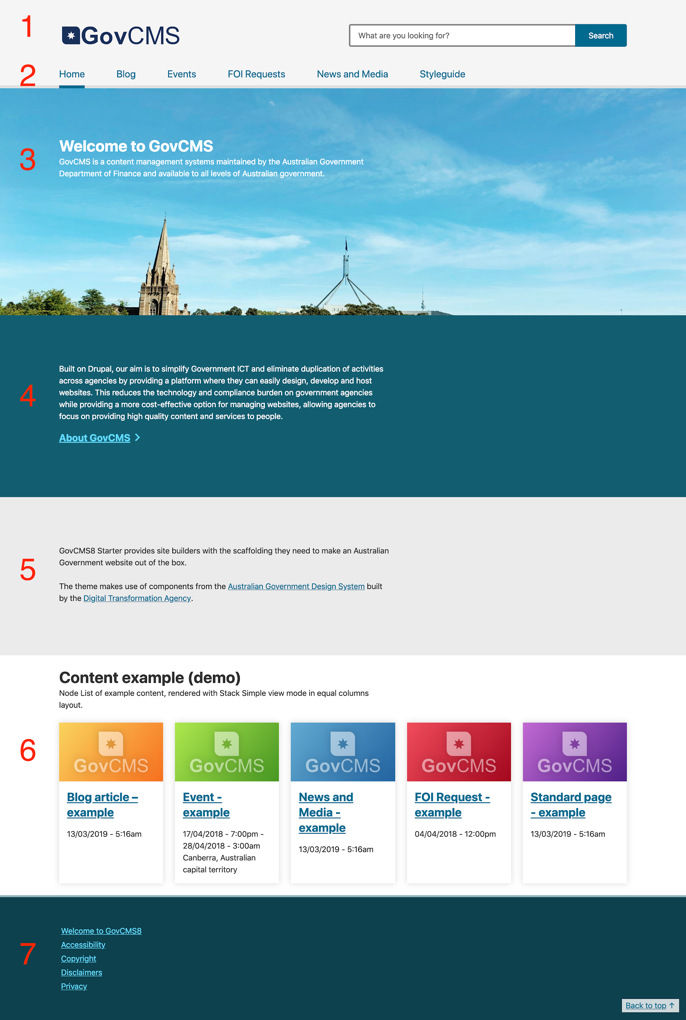 1
GovCMS
What are you looking for?
Search
2
Home
Blog
Events
FOI Requests
News and Media
Styleguide
3
Welcome to GovCMS
GovCMS is a content management systems maintained by the Australian Government
Department of Finance and available to all levels of Australian government.
4
Built on Drupal, our aim is to simplify Government ICT and eliminate duplication of activities
across agencies by providing a platform where they can easily design, develop and host
websites. This reduces the technology and compliance burden on government agencies
while providing a more cost-effective option for managing websites, allowing agencies to
focus on providing high quality content and services to people.
About GovCMS
5
GovCMS8 Starter provides site builders with the scaffolding they need to make an Australian
Government website out of the box.
The theme makes use of components from the Australian Government Design System built
by the Digital Transformation Agency.
Content example (demo)
Node List of example content, rendered with Stack Simple view mode in equal columns
layout.
6
GovCMS
Blog article –
example
13/03/2019 - 5:16am
GovCMS
Event -
example
17/04/2018 - 7:00pm -
28/04/2018 - 3:00am
Canberra, Australian
capital territory
GovCMS
News and
Media -
example
13/03/2019 - 5:16am
GovCMS
FOI Request -
example
04/04/2018 - 12:00pm
GovCMS
Standard page
- example
13/03/2019 - 5:16am
7
Welcome to GovCMS8
Accessibility
Copyright
Disclaimers
Privacy
Back to top ↑